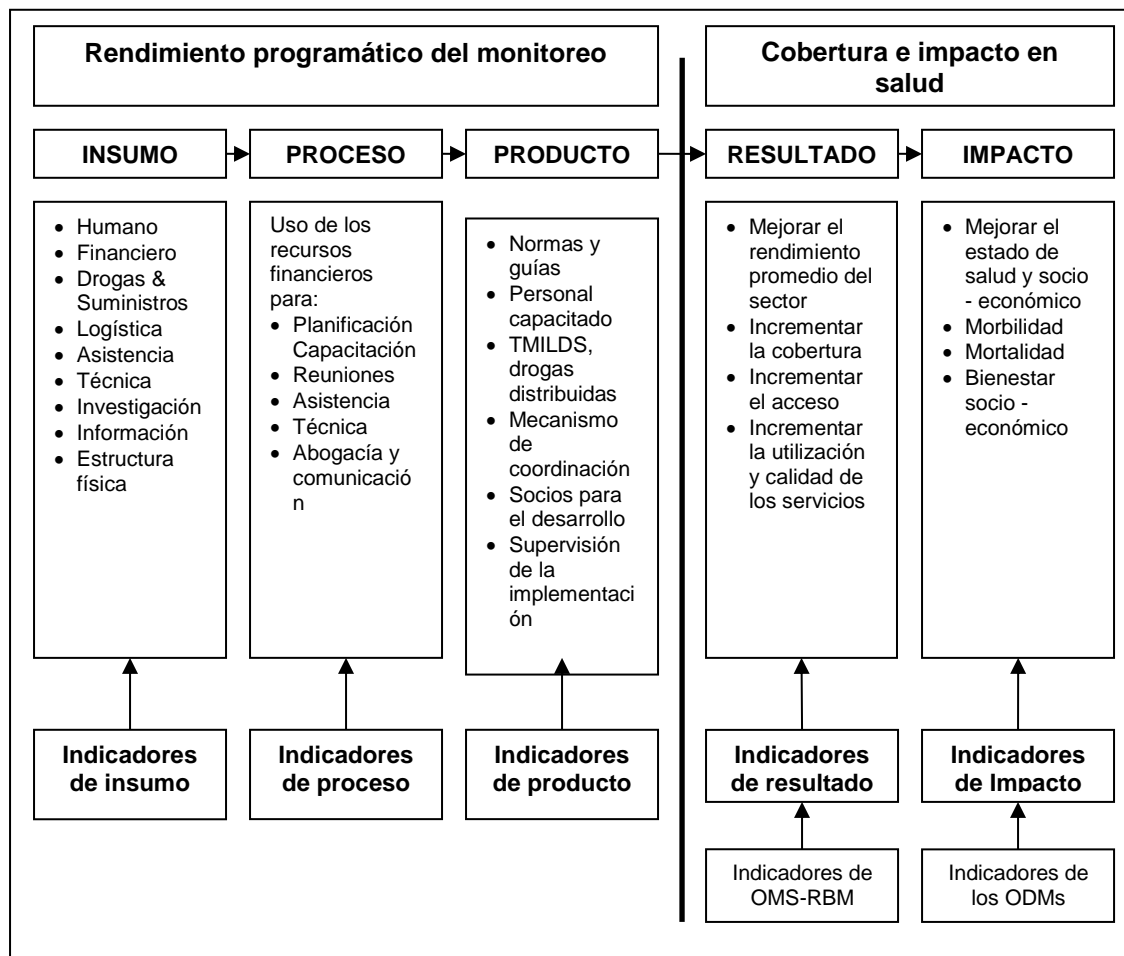 Rendimiento programático del monitoreo
Cobertura e impacto en
salud
INSUMO
PROCESO
PRODUCTO
RESULTADO
IMPACTO
• Humano
• Financiero
• Drogas &
Suministros
• Logística
• Asistencia
• Técnica
• Investigación
• Información
• Estructura
física
Uso de los
recursos
financieros
para:
• Planificación
Capacitación
• Reuniones
• Asistencia
• Técnica
• Abogacía y
comunicació
n
• Normas y
guías
• Personal
capacitado
• TMILDS,
drogas
distribuidas
• Mecanismo
de
coordinación
• Socios para
el desarrollo
• Supervisión
de la
implementaci
ón
• Mejorar el
rendimiento
promedio del
sector
• Incrementar
la cobertura
• Incrementar
el acceso
• Incrementar
la utilización
y calidad de
los servicios
• Mejorar el
estado de
salud y socio
- económico
• Morbilidad
• Mortalidad
• Bienestar
socio -
económico
Indicadores
de insumo
Indicadores
de proceso
Indicadores
de producto
Indicadores
de resultado
Indicadores
de Impacto
Indicadores de
OMS-RBM
Indicadores de
los ODMs